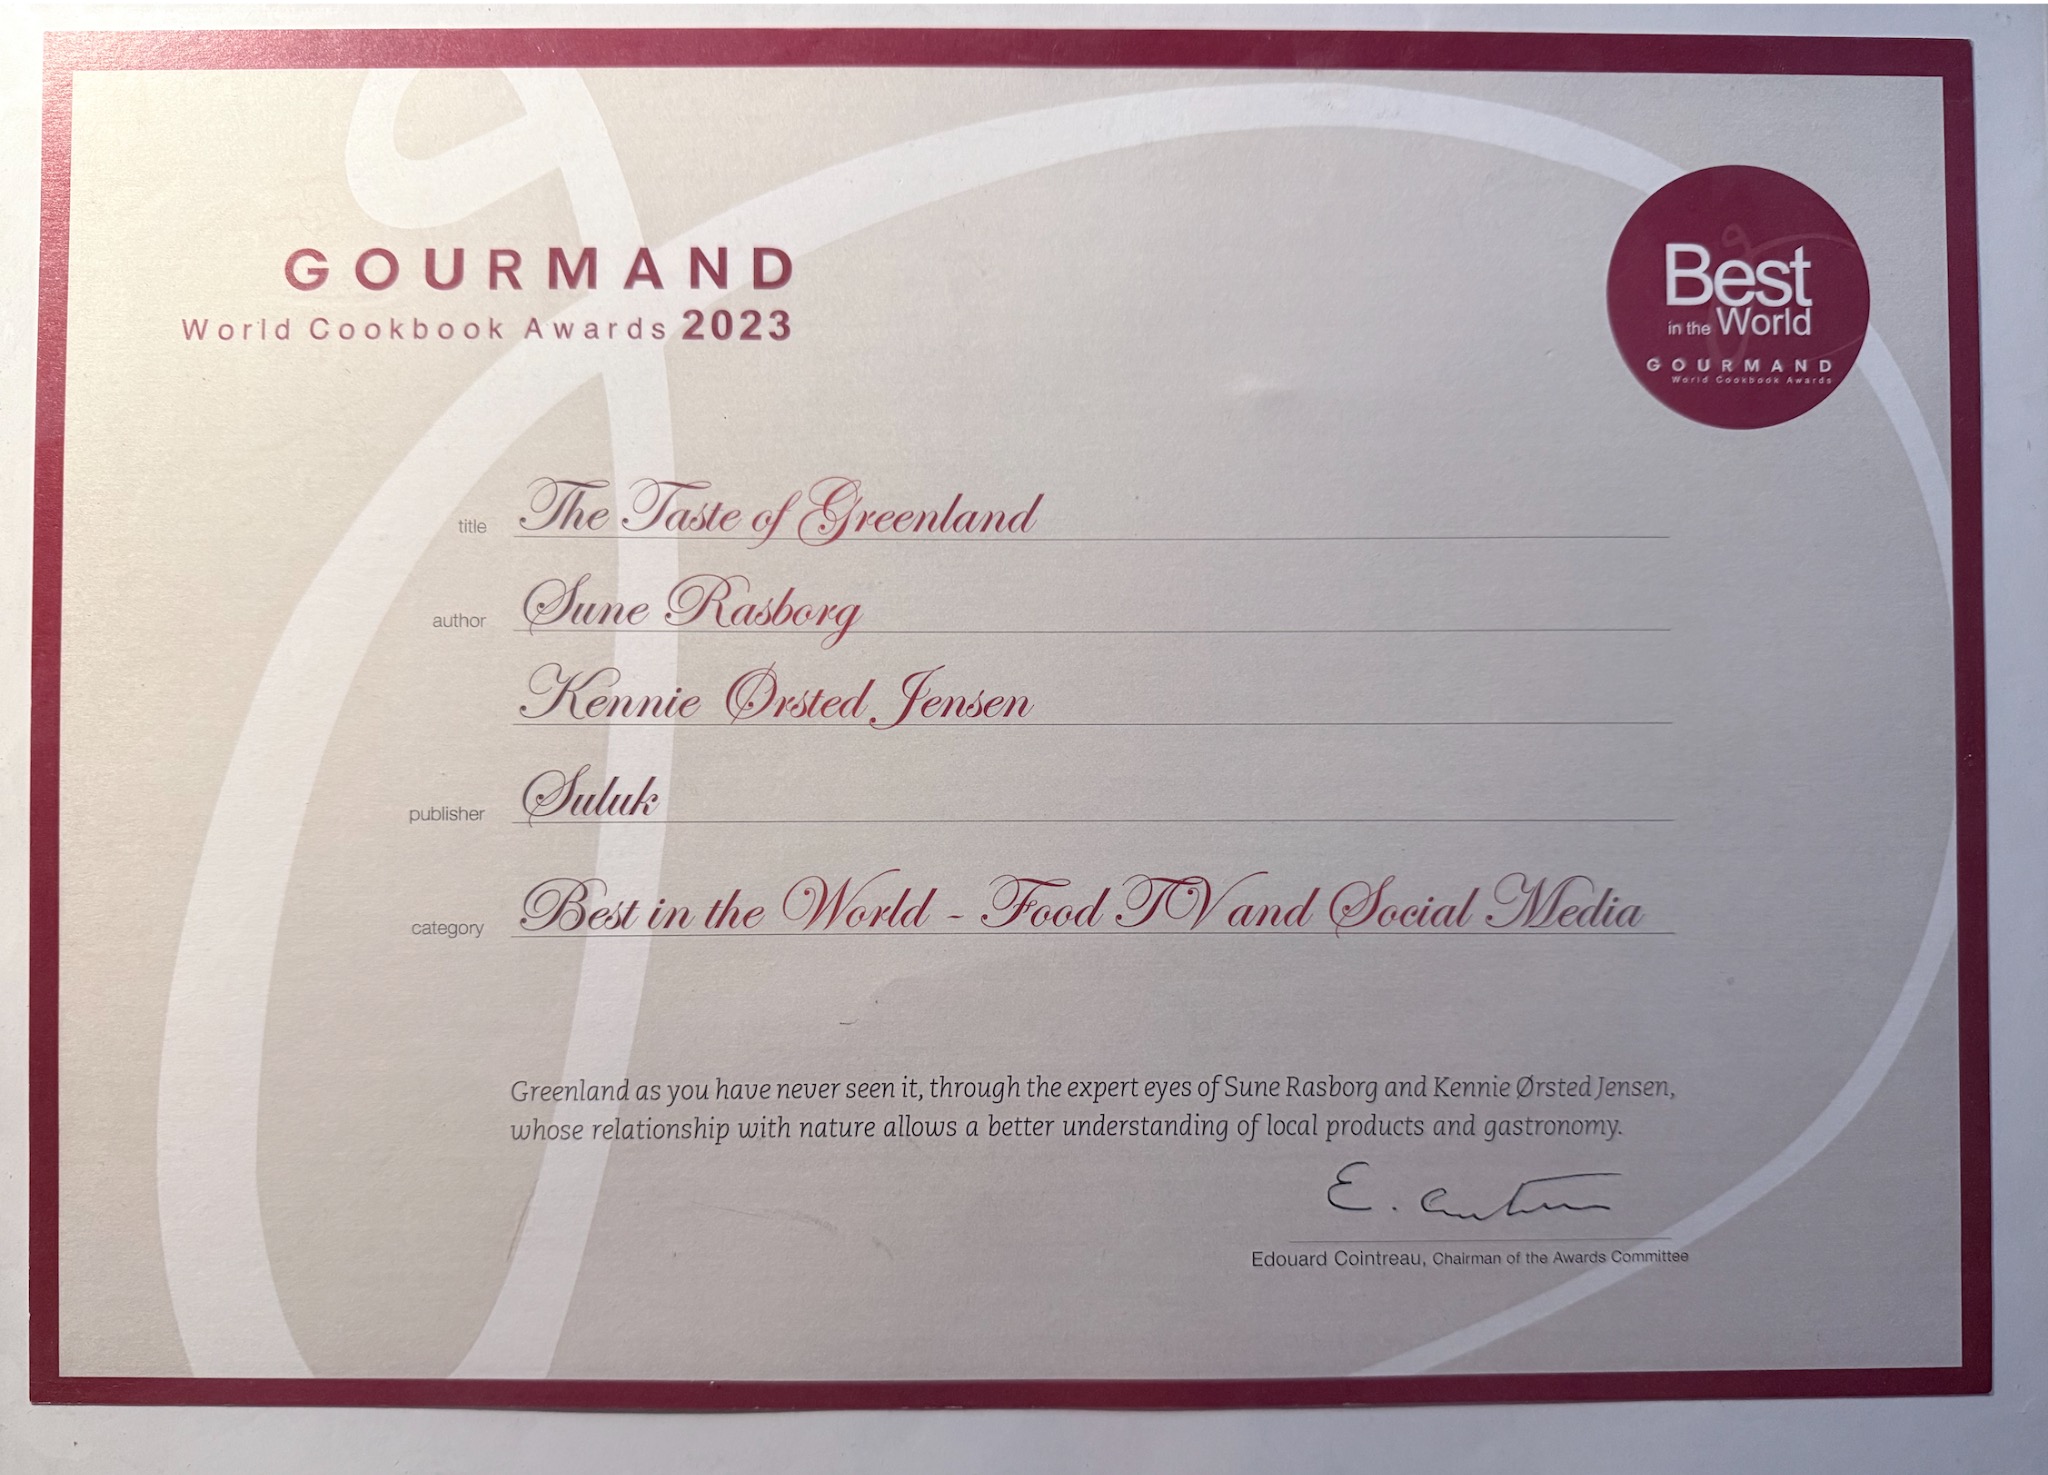 GOURMAND
World Cookbook Awards 2023
Best
in the World
GOURMAND
World Cookbook Awards
title The Taste of Greenland
author Sune Rasborg
Kennie Ørsted Jensen
publisher Suluk
category Best in the World - Food TV and Social Media
Greenland as you have never seen it, through the expert eyes of Sune Rasborg and Kennie Ørsted Jensen,
whose relationship with nature allows a better understanding of local products and gastronomy.
E. Cointreau
Edouard Cointreau, Chairman of the Awards Committee